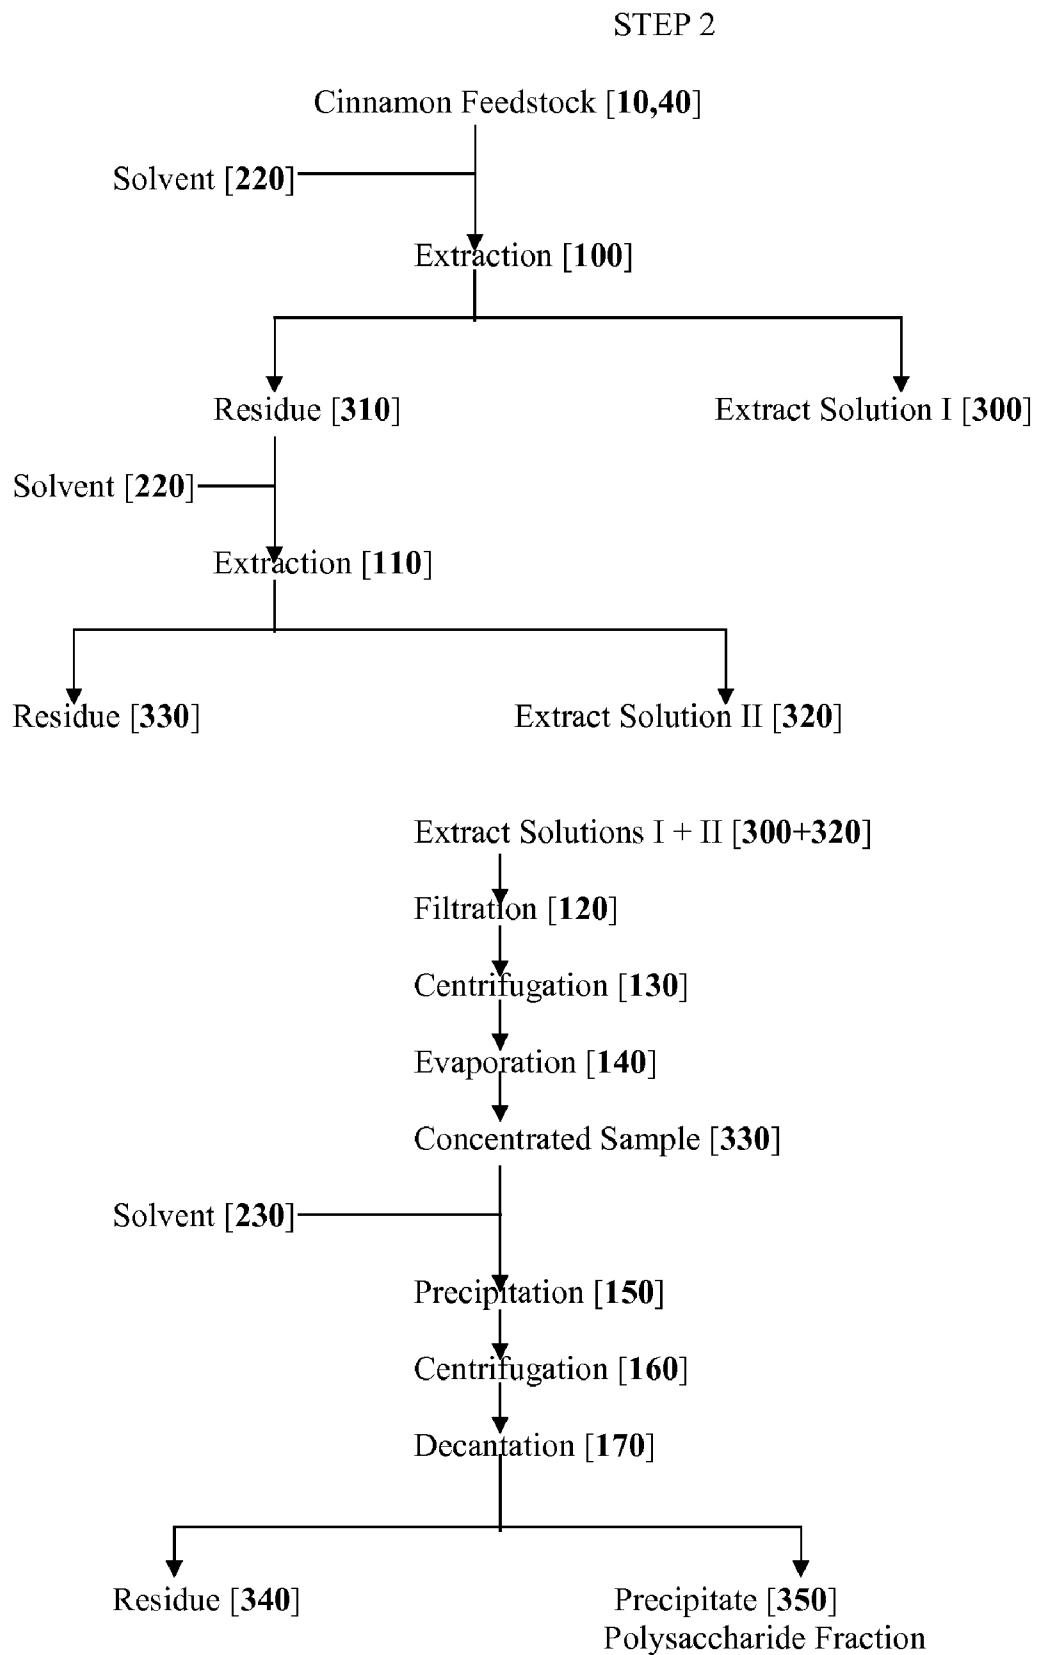 STEP 2
Cinnamon Feedstock [10,40]
Solvent [220]
Extraction [100]
Residue [310]
Extract Solution I [300]
Solvent [220]
Extraction [110]
Residue [330]
Extract Solution II [320]
Extract Solutions I + II [300+320]
Filtration [120]
Centrifugation [130]
Evaporation [140]
Concentrated Sample [330]
Solvent [230]
Precipitation [150]
Centrifugation [160]
Decantation [170]
Residue [340]
Precipitate [350]
Polysaccharide Fraction